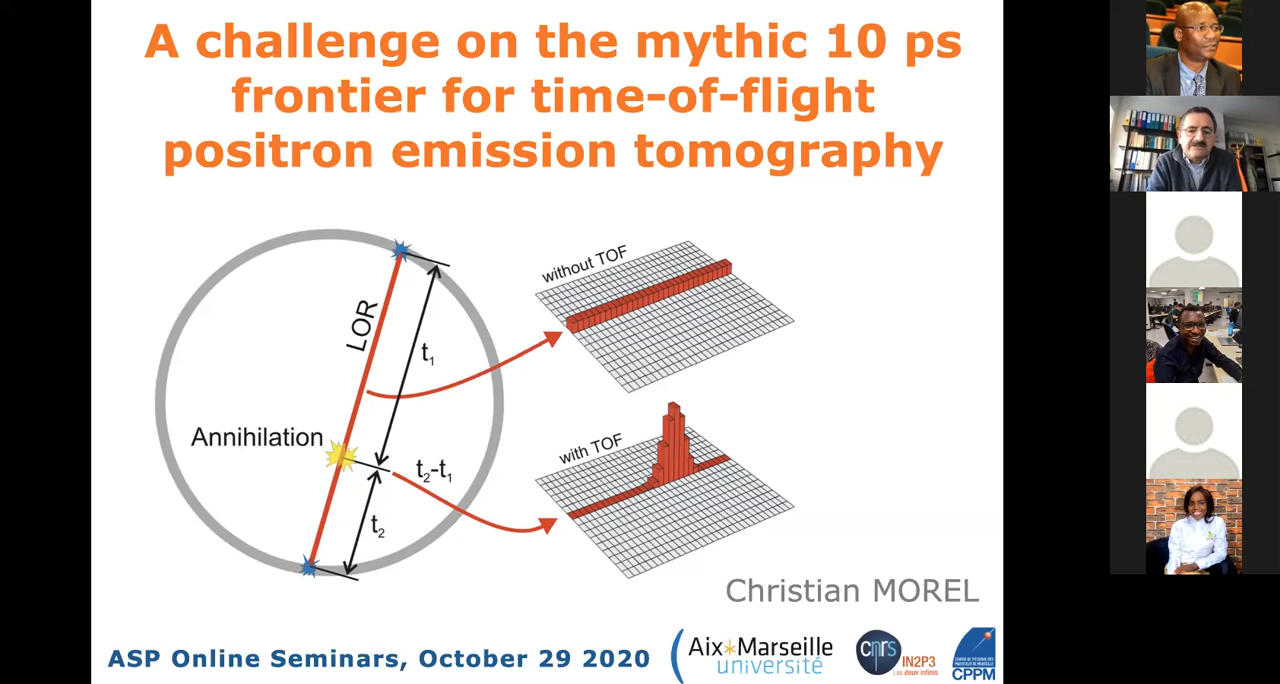 A challenge on the mythic 10 ps
frontier for time-of-flight
positron emission tomography
without TOF
LOR
t₁
Annihilation
with TOF
t₂-t₁
t₂
Christian MOREL
ASP Online Seminars, October 29 2020
Aix✶Marseille
université
cnrs
IN2P3
Les deux infinis
CENTRE DE PHYSIQUE DES
PARTICULES DE MARSEILLE
CPPM